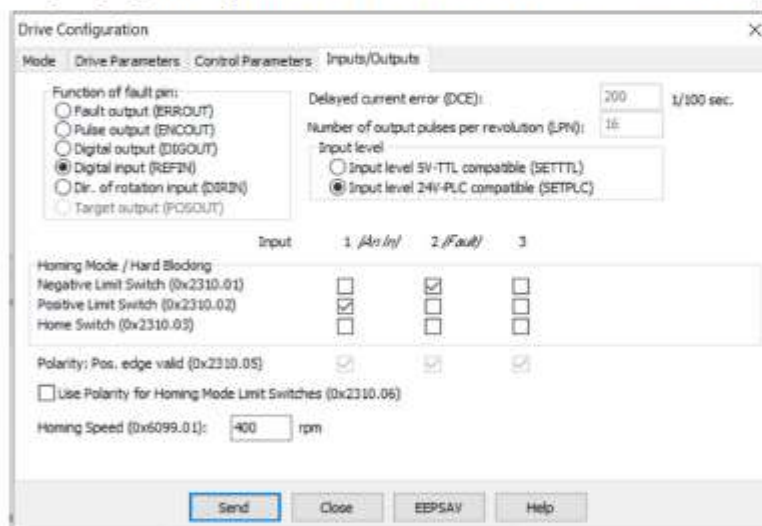 Drive Configuration
Mode Drive Parameters Control Parameters Inputs/Outputs
Function of fault pin:
Fault output (ERROUT)
Pulse output (ENCOUT)
Digital output (DIGOUT)
Digital input (REFIN)
Dir. of rotation input (DIRIN)
Target output (POSOUT)
Delayed current error (DCE): 200 1/100 sec.
Number of output pulses per revolution (LPN): 16
Input level
Input level 5V-TTL compatible (SETTTL)
Input level 24V-PLC compatible (SETPLC)
Input 1 (An In) 2 (Fault) 3
Homing Mode / Hard Blocking
Negative Limit Switch (0x2310.01)
Positive Limit Switch (0x2310.02)
Home Switch (0x2310.03)
Polarity: Pos. edge valid (0x2310.05)
Use Polarity for Homing Mode Limit Switches (0x2310.06)
Homing Speed (0x6099.01): 400 rpm
Send Close EEPSAV Help